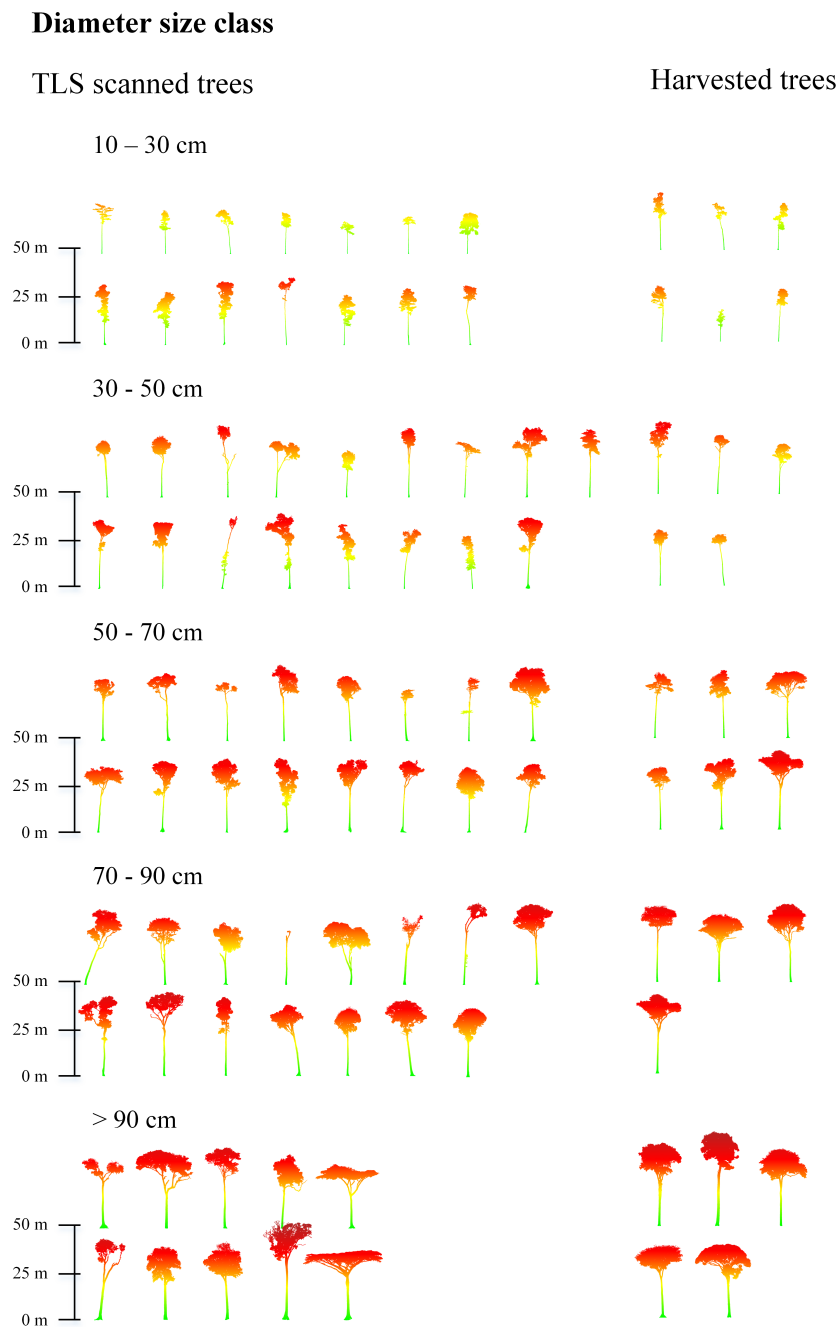 Diameter size class
TLS scanned trees
Harvested trees
10 – 30 cm
50 m
25 m
0 m
30 - 50 cm
50 m
25 m
0 m
50 - 70 cm
50 m
25 m
0 m
70 - 90 cm
50 m
25 m
0 m
> 90 cm
50 m
25 m
0 m